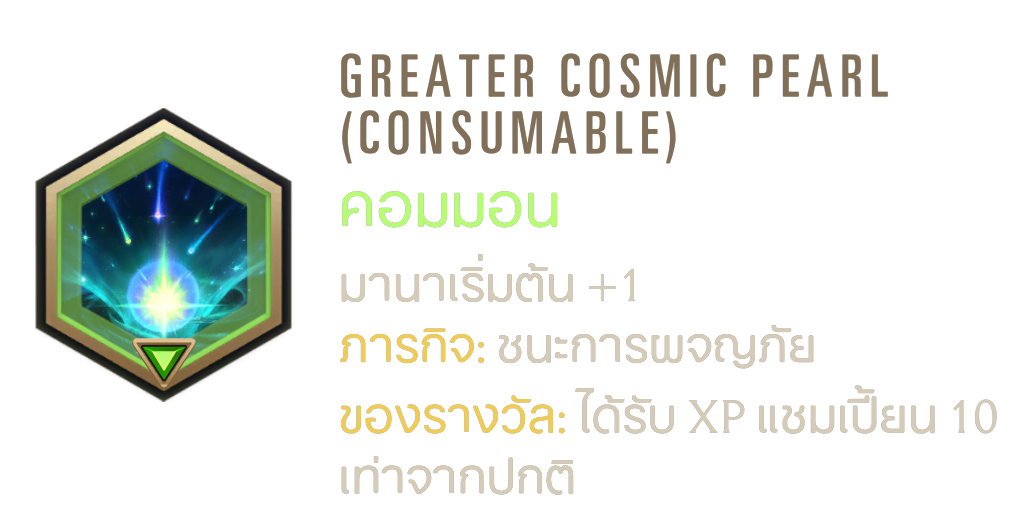 GREATER COSMIC PEARL
(CONSUMABLE)
คอมมอน
มานาเริ่มต้น +1
ภารกิจ: ชนะการผจญภัย
ของรางวัล: ได้รับ XP แชมเปี้ยน 10
เท่าจากปกติ